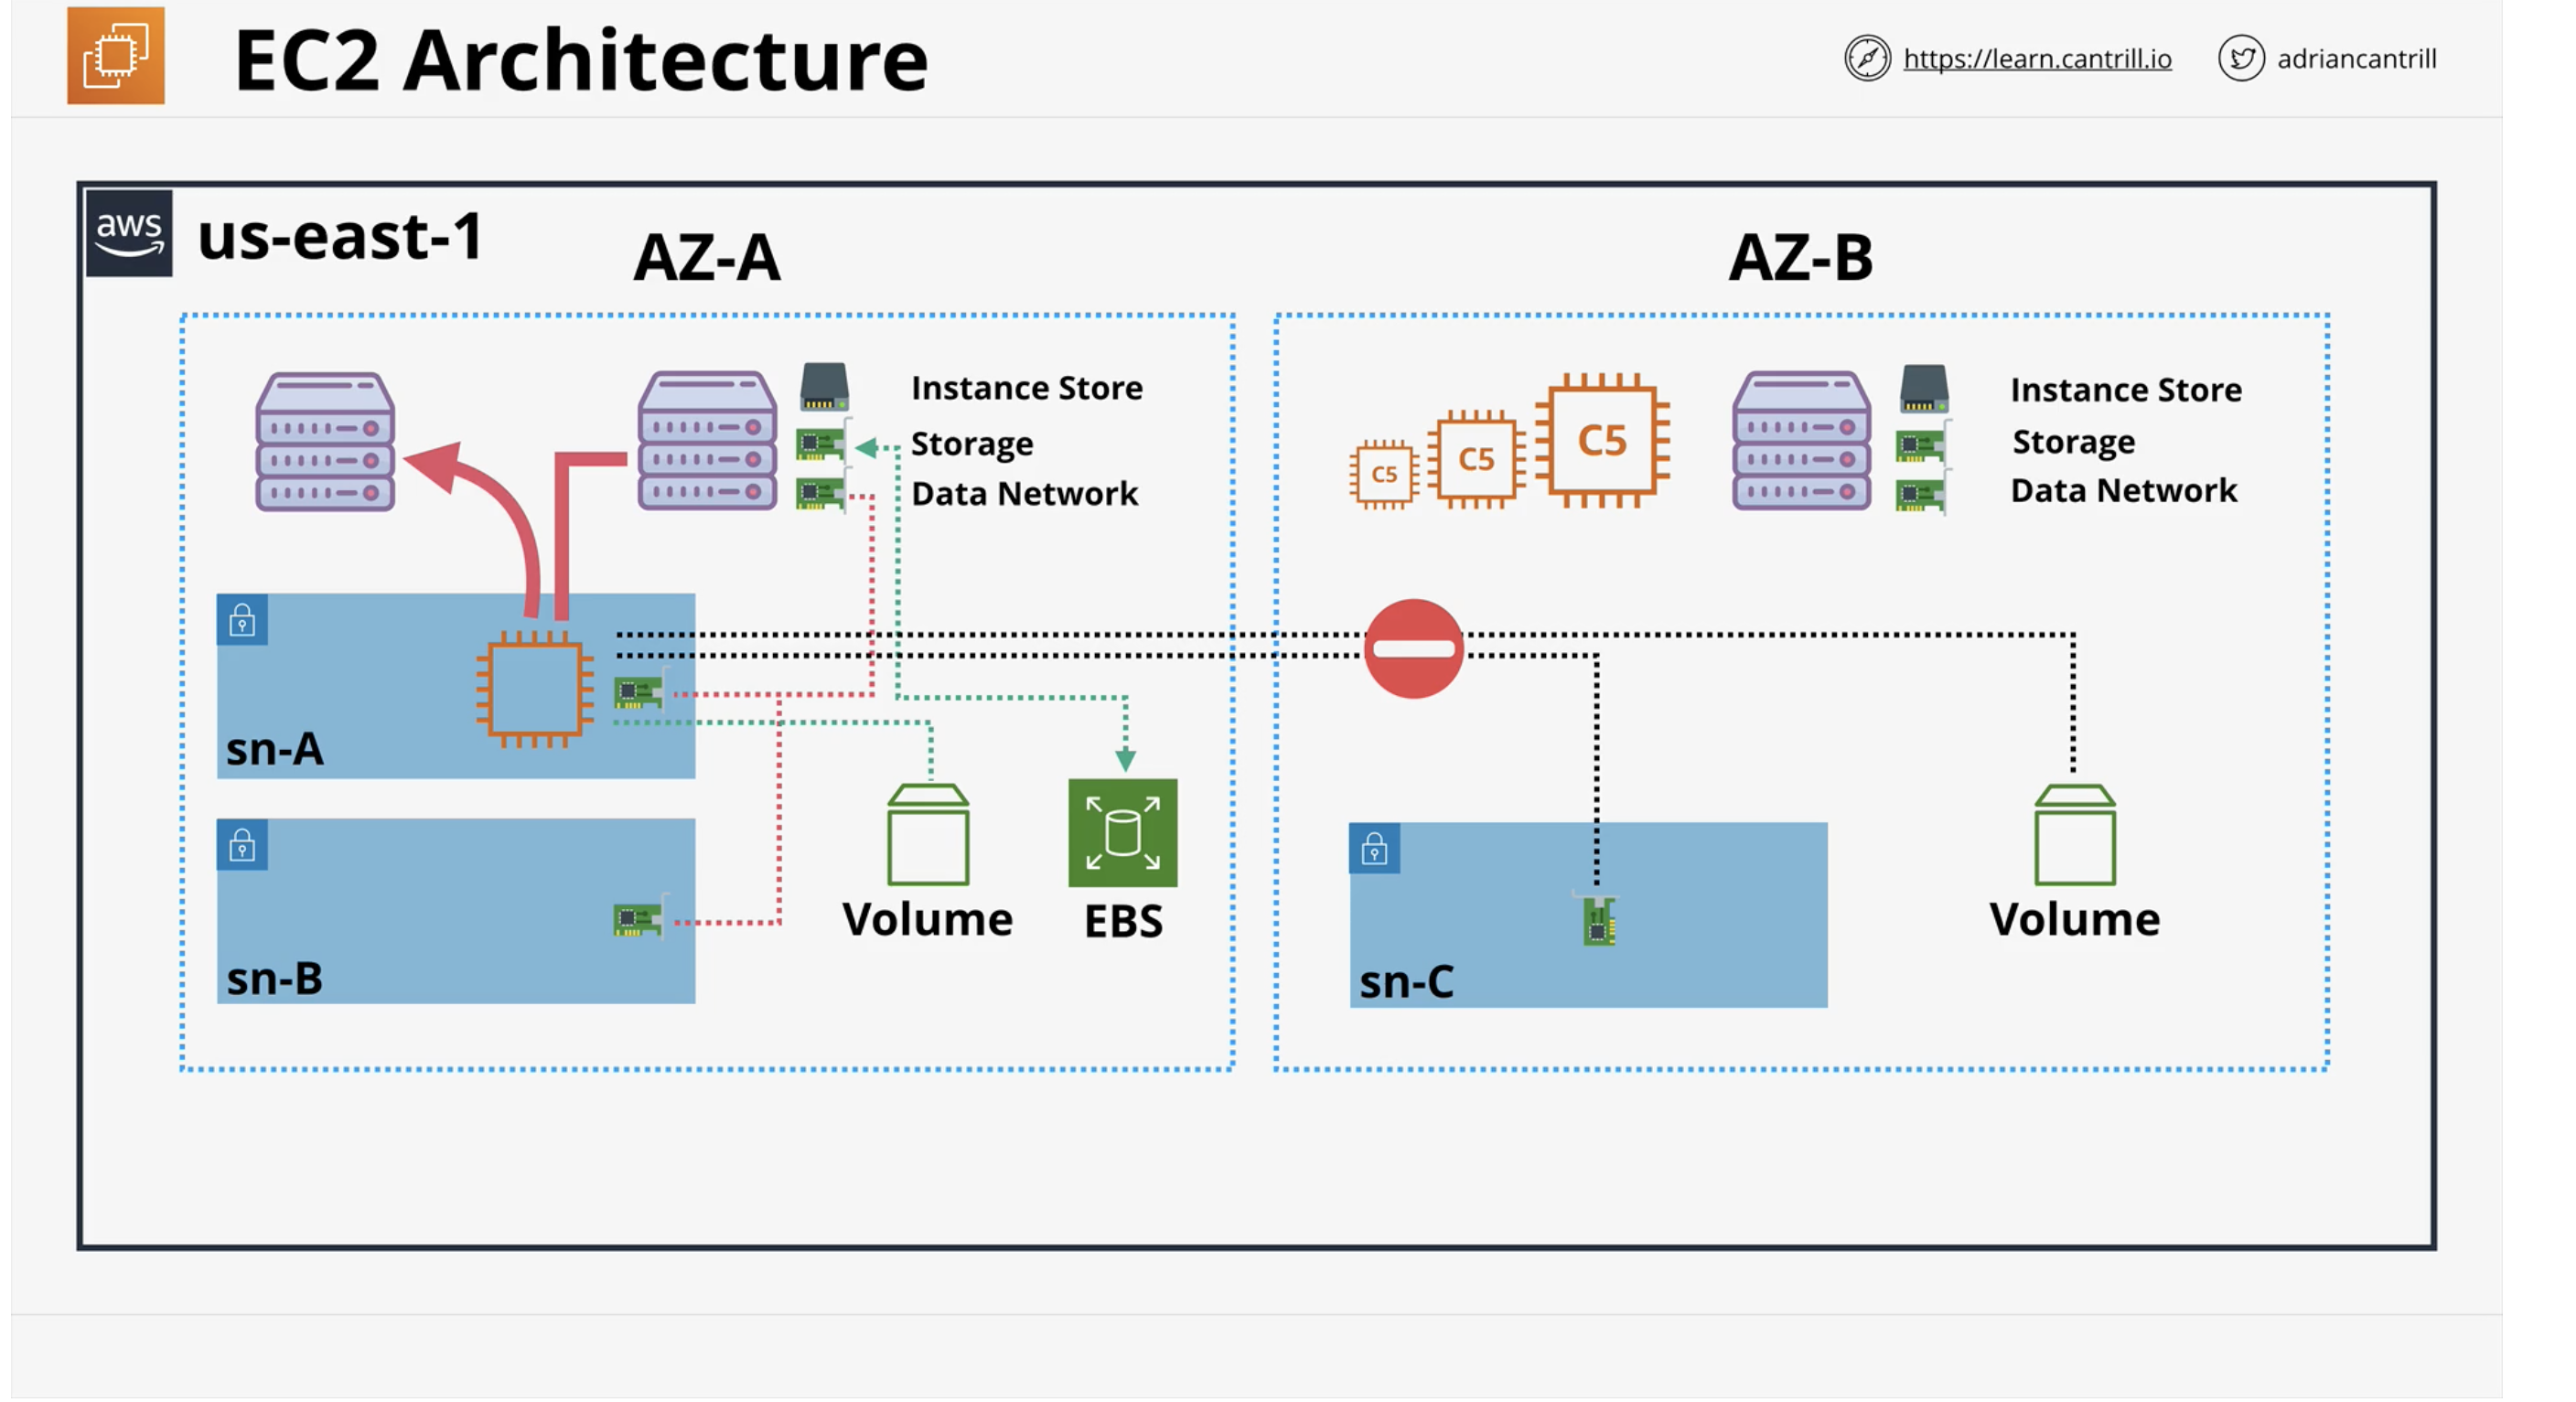 EC2 Architecture
https://learn.cantrill.io
adriancantrill
aws
us-east-1
AZ-A
AZ-B
Instance Store
Storage
Data Network
C5
C5
C5
Instance Store
Storage
Data Network
sn-A
sn-B
Volume
EBS
sn-C
Volume